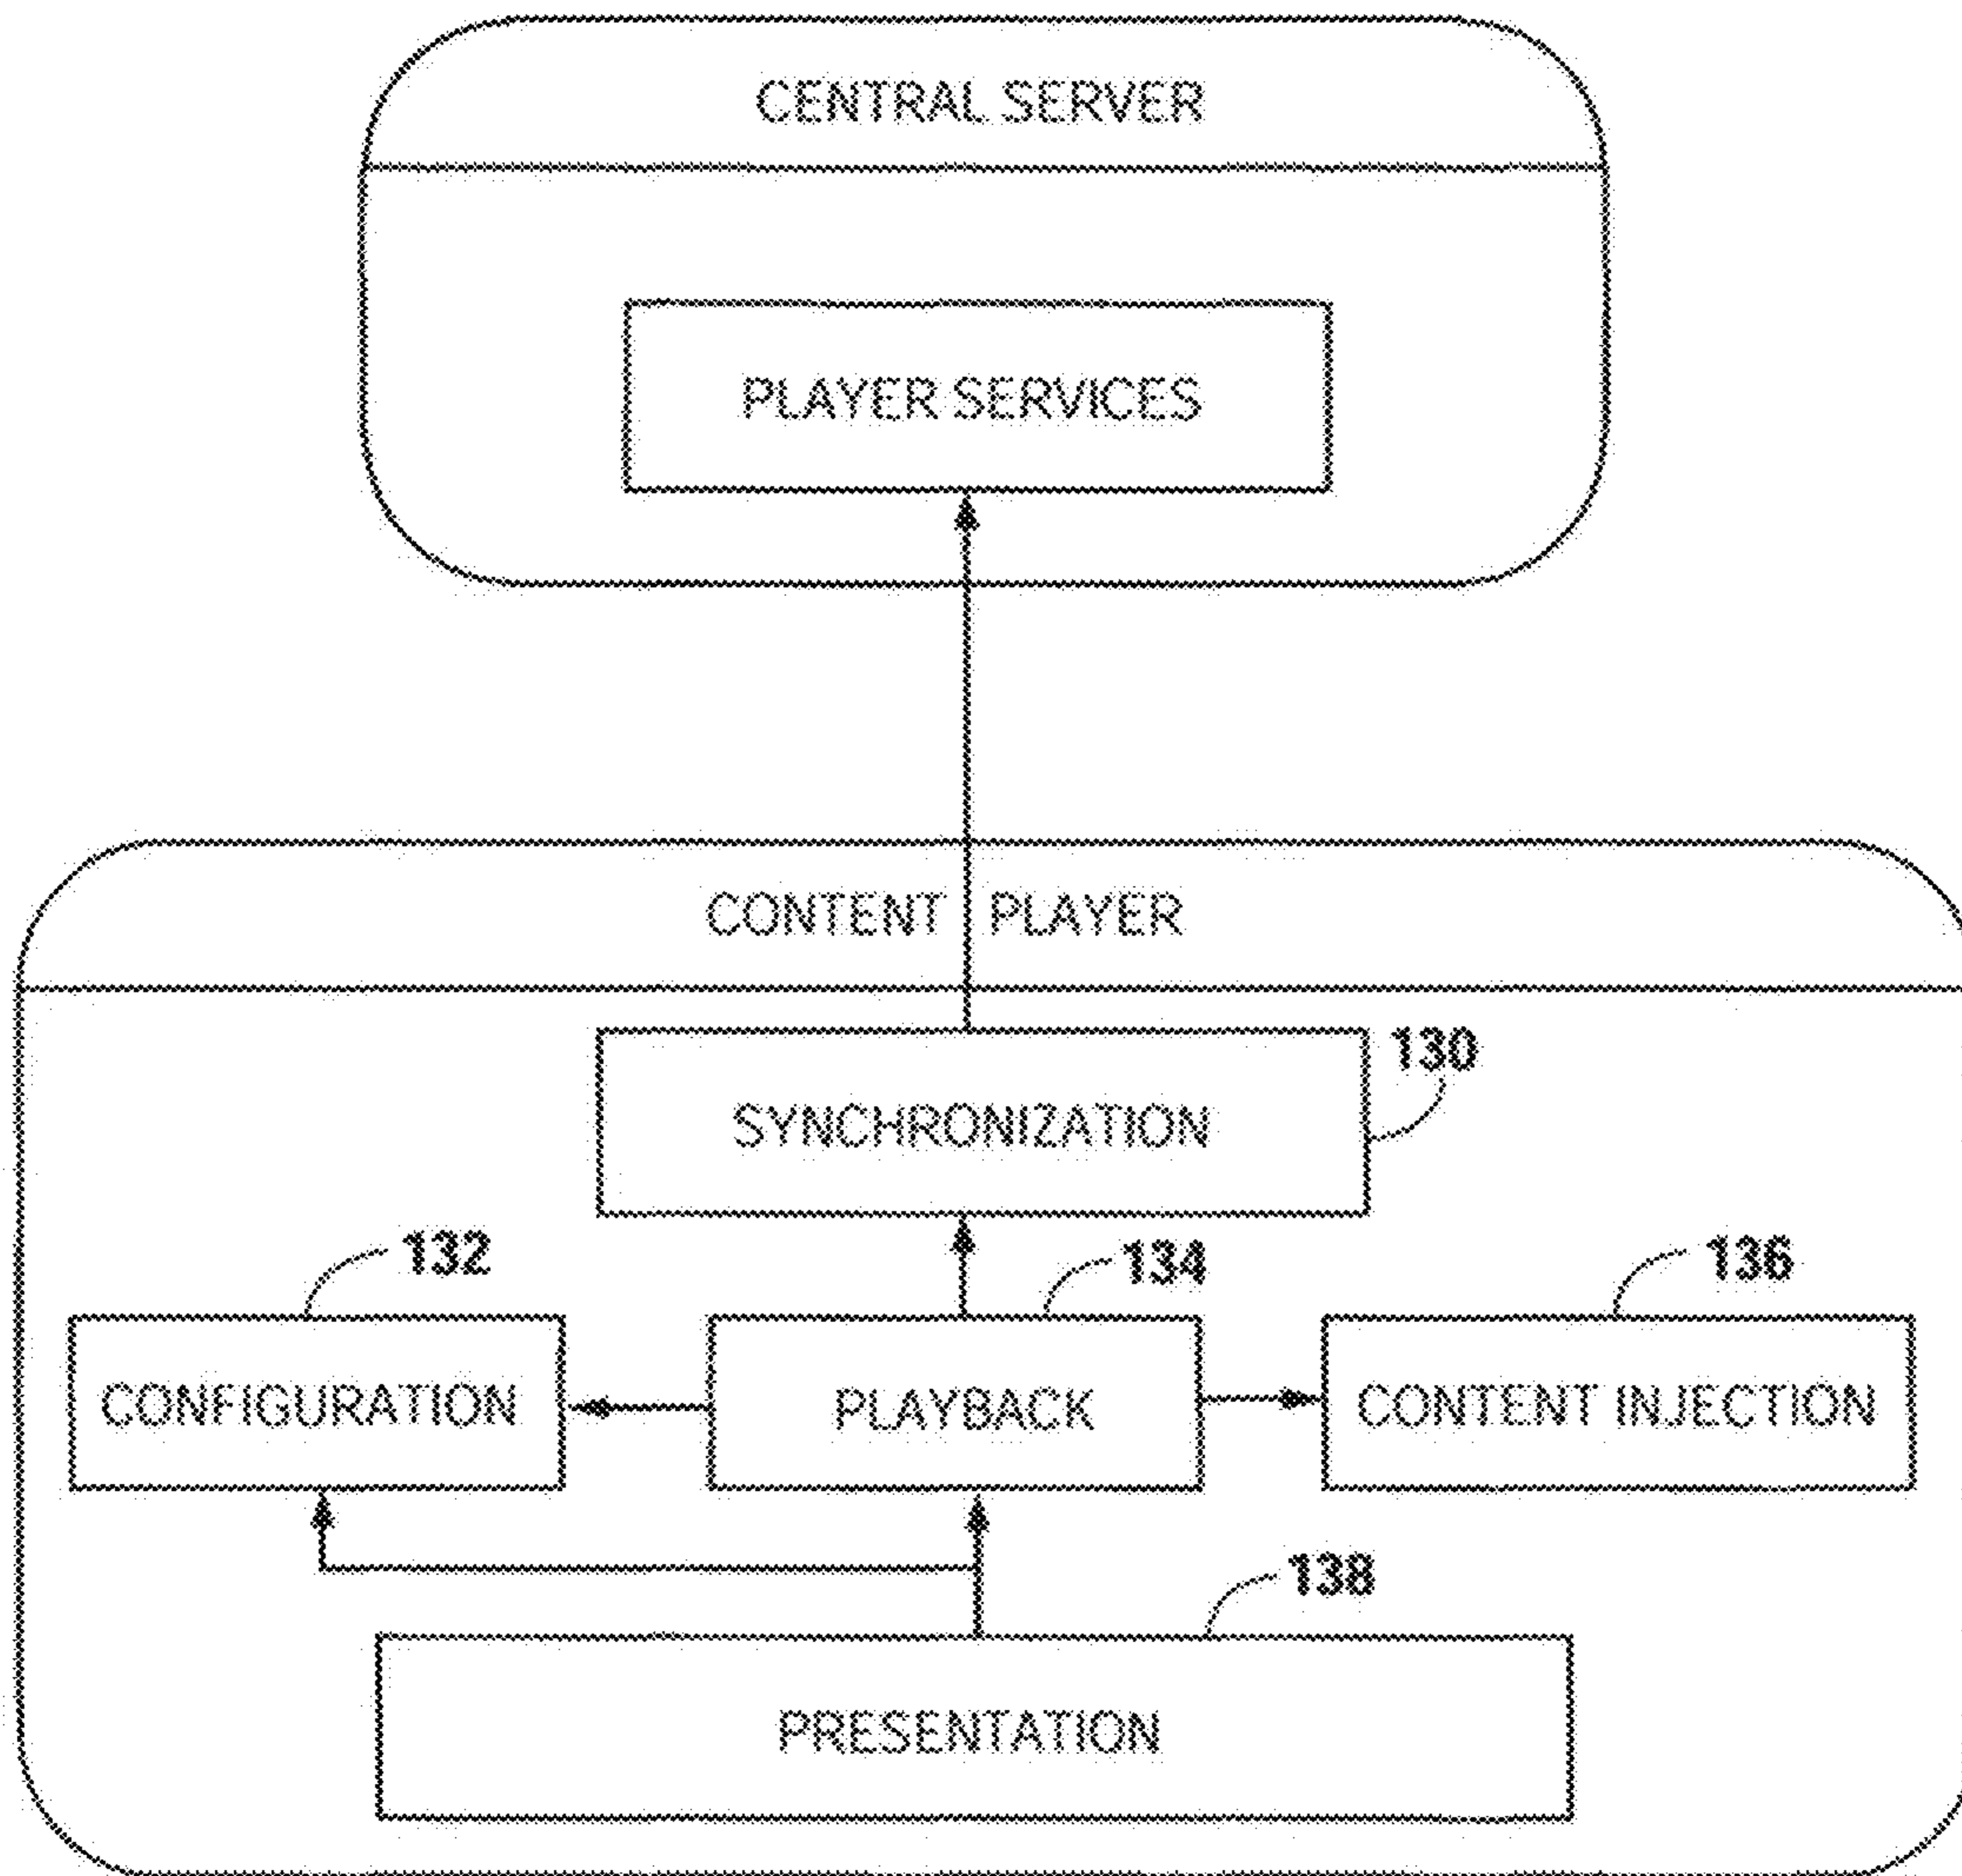 CENTRAL SERVER
PLAYER SERVICES
CONTENT PLAYER
130
SYNCHRONIZATION
132
134
136
CONFIGURATION
PLAYBACK
CONTENT INJECTION
138
PRESENTATION